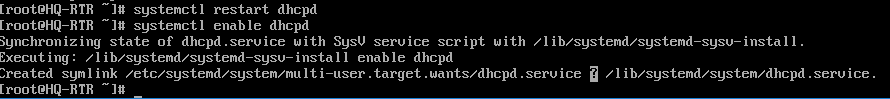 [root@HQ-RTR ~]# systemctl restart dhcpd
[root@HQ-RTR ~]# systemctl enable dhcpd
Synchronizing state of dhcpd.service with SysV service script with /lib/systemd/systemd-sysv-install.
Executing: /lib/systemd/systemd-sysv-install enable dhcpd
Created symlink /etc/systemd/system/multi-user.target.wants/dhcpd.service ? /lib/systemd/system/dhcpd.service.
[root@HQ-RTR ~]# _